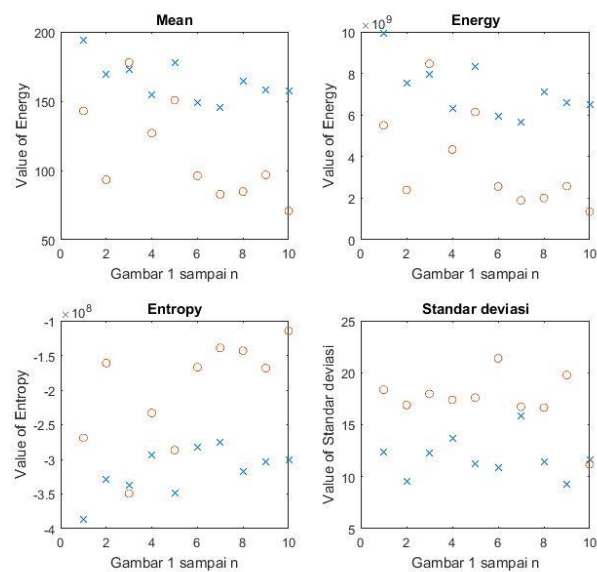 Mean
Value of Energy
200
150
100
50
0 2 4 6 8 10
Gambar 1 sampai n
Energy
×10^9
Value of Energy
10
8
6
4
2
0
0 2 4 6 8 10
Gambar 1 sampai n
Entropy
×10^8
Value of Entropy
-1
-1.5
-2
-2.5
-3
-3.5
-4
0 2 4 6 8 10
Gambar 1 sampai n
Standar deviasi
Value of Standar deviasi
25
20
15
10
5
0 2 4 6 8 10
Gambar 1 sampai n